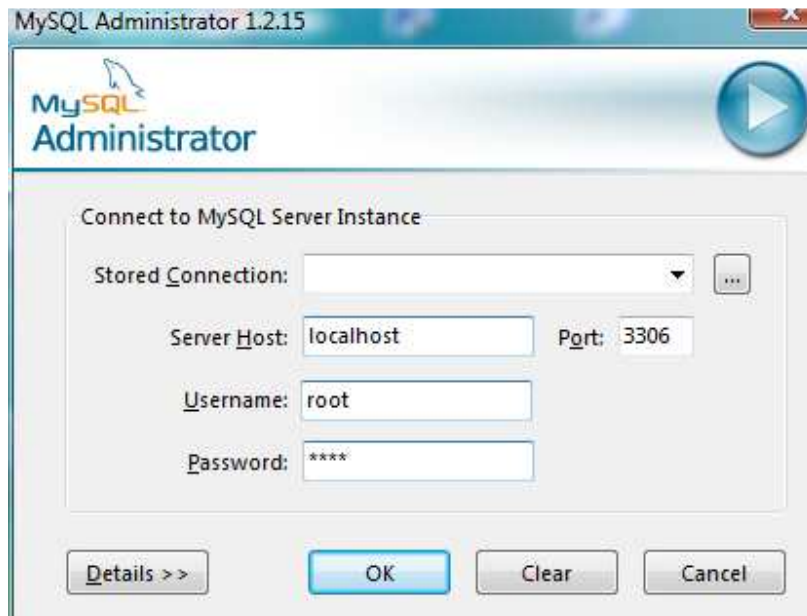 MySQL Administrator 1.2.15
MySQL
Administrator
Connect to MySQL Server Instance
Stored Connection:
...
Server Host: localhost Port: 3306
Username: root
Password: ****
Details >> OK Clear Cancel